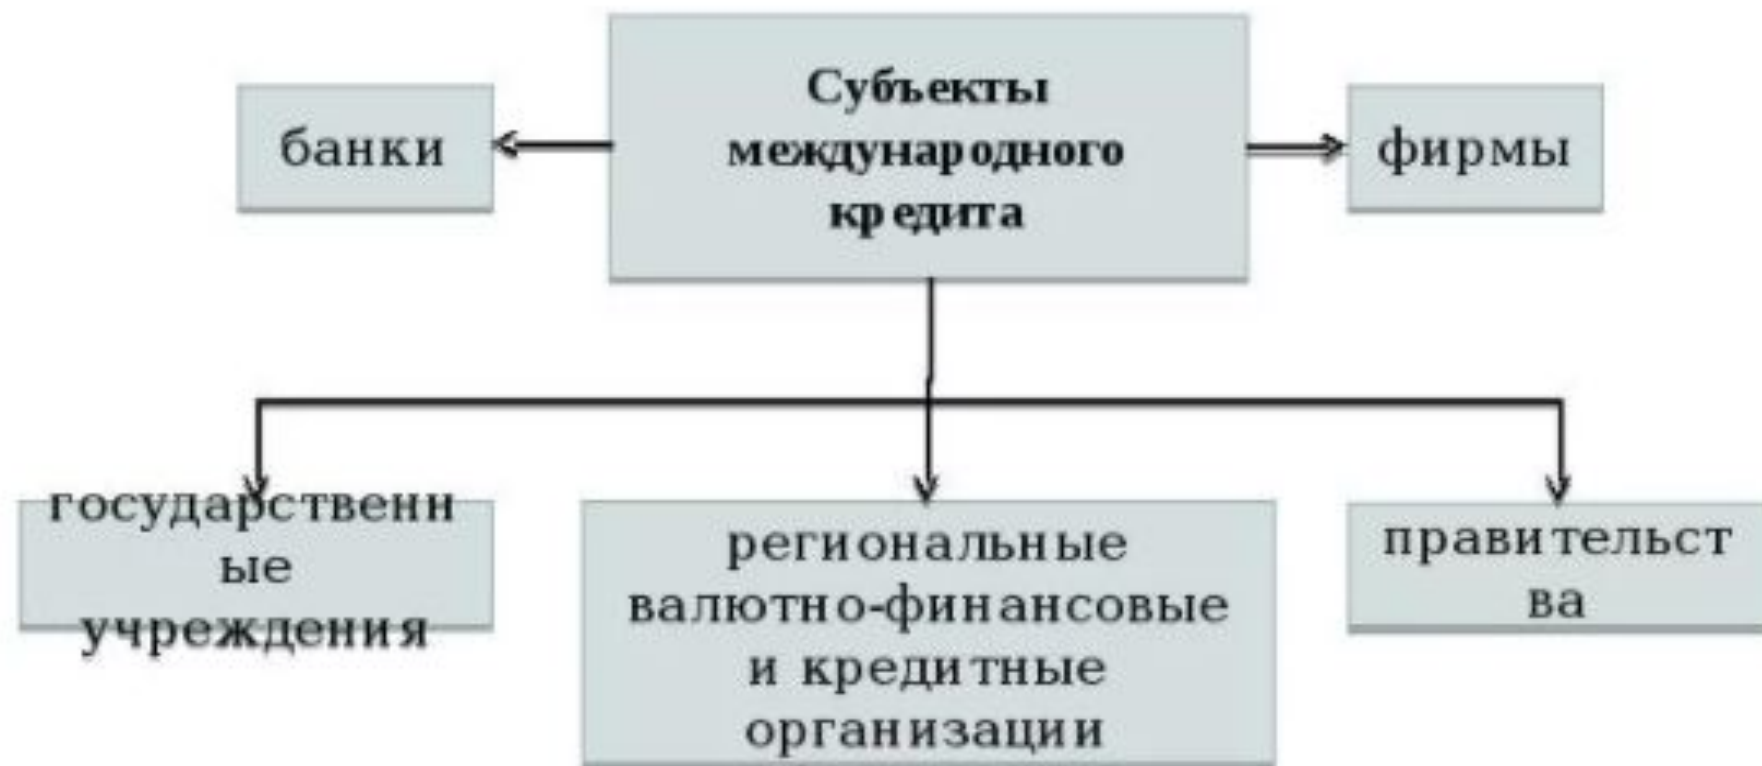 Субъекты
международного
кредита
банки
фирмы
государственн
ые
учреждения
региональные
валютно-финансовые
и кредитные
организации
правительст
ва